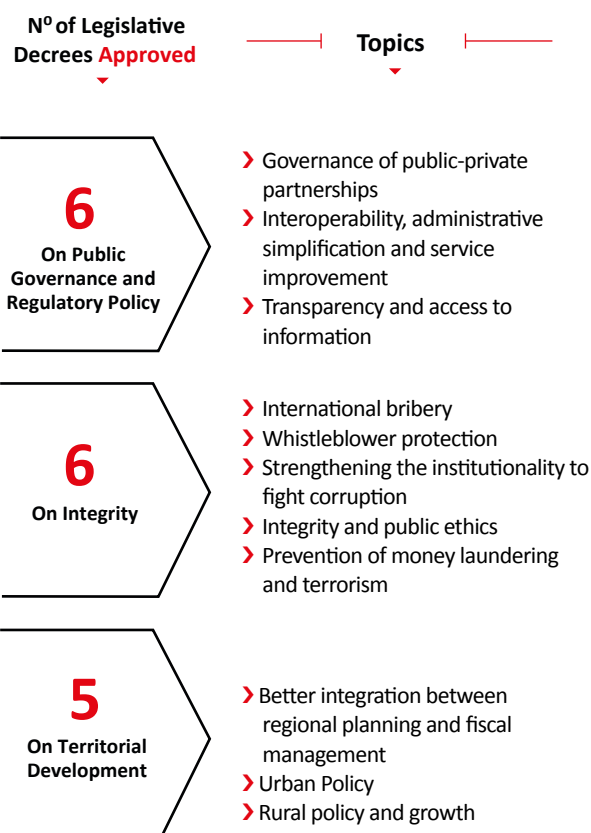 Nº of Legislative
Decrees Approved
Topics
6
On Public
Governance and
Regulatory Policy
❯ Governance of public-private
partnerships
❯ Interoperability, administrative
simplification and service
improvement
❯ Transparency and access to
information
6
On Integrity
❯ International bribery
❯ Whistleblower protection
❯ Strengthening the institutionality to
fight corruption
❯ Integrity and public ethics
❯ Prevention of money laundering
and terrorism
5
On Territorial
Development
❯ Better integration between
regional planning and fiscal
management
❯ Urban Policy
❯ Rural policy and growth